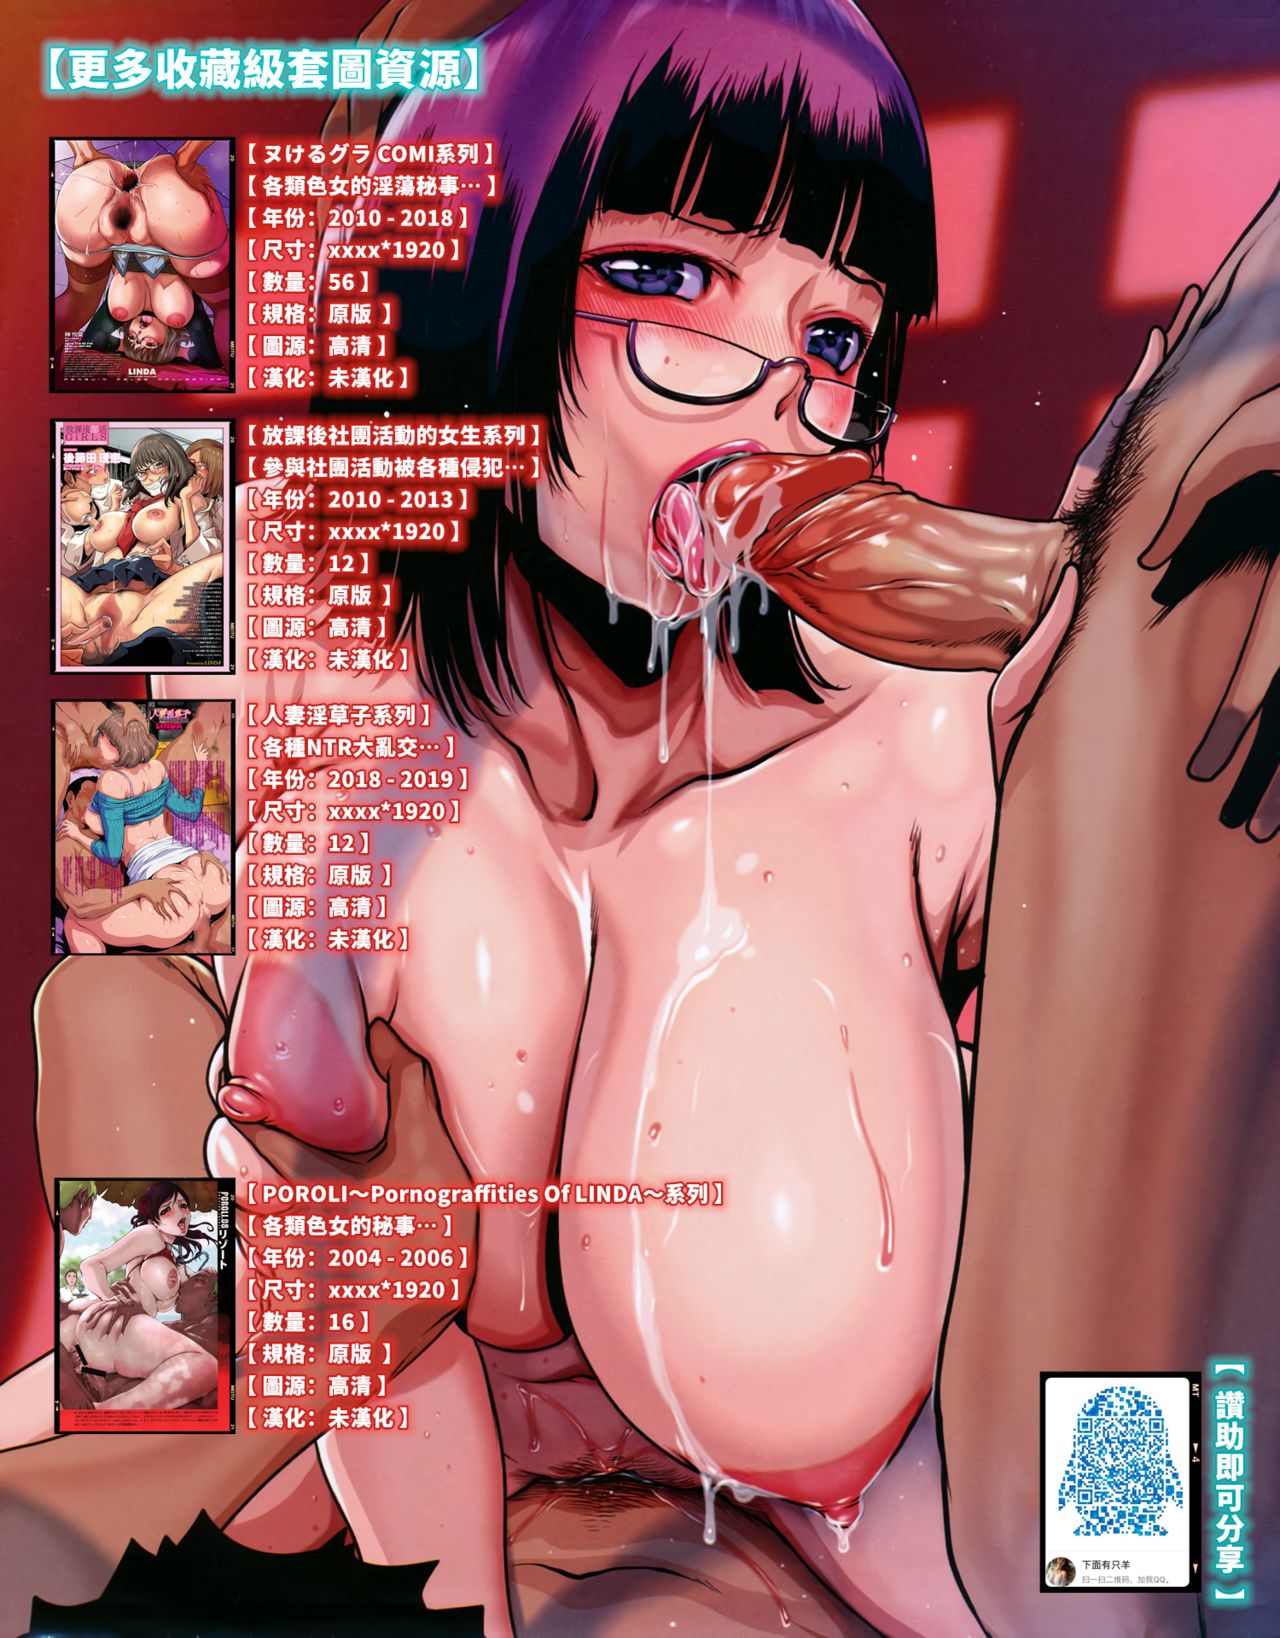 【更多收藏級套圖資源】
【 ヌけるグラ COMI系列 】
【 各類色女的淫蕩秘事… 】
【 年份：2010 - 2018 】
【 尺寸：xxxx*1920 】
【 數量：56 】
【 規格：原版 】
【 圖源：高清 】
【 漢化：未漢化 】
LINDA
【 放課後社團活動的女生系列 】
【 參與社團活動被各種侵犯… 】
【 年份：2010 - 2013 】
【 尺寸：xxxx*1920 】
【 數量：12 】
【 規格：原版 】
【 圖源：高清 】
【 漢化：未漢化 】
Presented by LINDA
【 人妻淫草子系列 】
【 各種NTR大亂交… 】
【 年份：2018 - 2019 】
【 尺寸：xxxx*1920 】
【 數量：12 】
【 規格：原版 】
【 圖源：高清 】
【 漢化：未漢化 】
LINDA
【 POROLI～Pornograffities Of LINDA～系列 】
【 各類色女的秘事… 】
【 年份：2004 - 2006 】
【 尺寸：xxxx*1920 】
【 數量：16 】
【 規格：原版 】
【 圖源：高清 】
【 漢化：未漢化 】
【 讚助即可分享 】
MT
4
下面有只羊
扫一扫二维码，加我QQ。